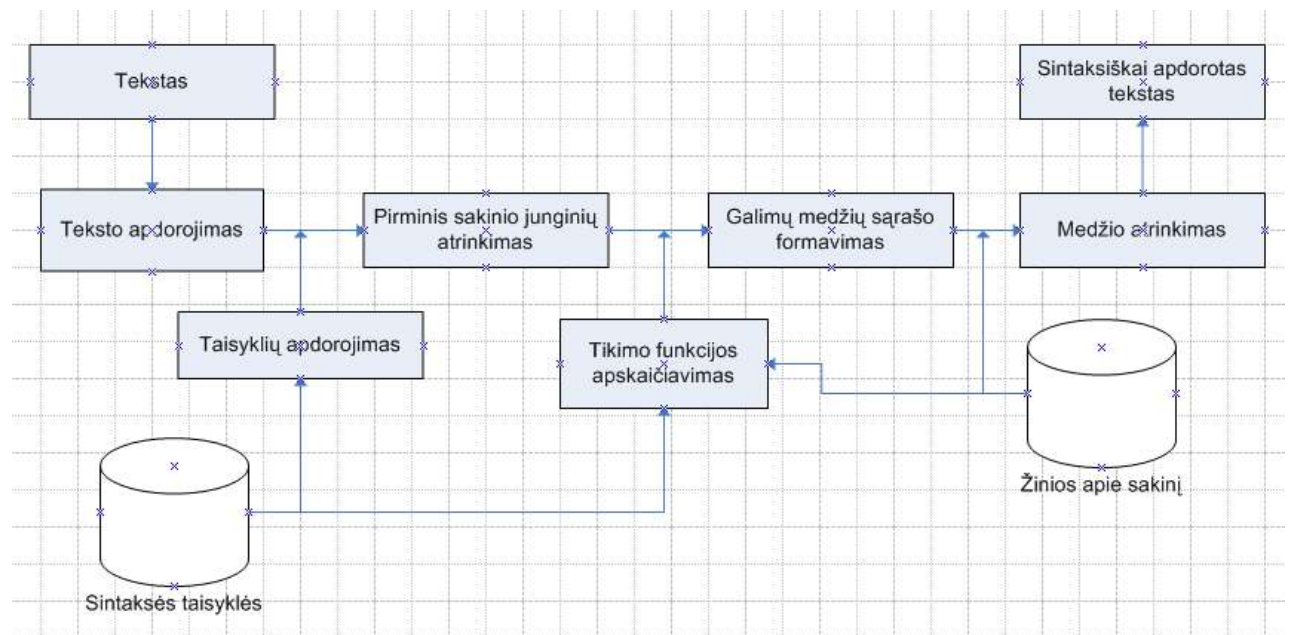 Tekstas
Sintaksiškai apdorotas
tekstas
Teksto apdorojimas
Pirminis sakinio junginių
atrinkimas
Galimų medžių sąrašo
formavimas
Medžio atrinkimas
Taisyklių apdorojimas
Tikimo funkcijos
apskaičiavimas
Žinios apie sakinį
Sintaksės taisyklės